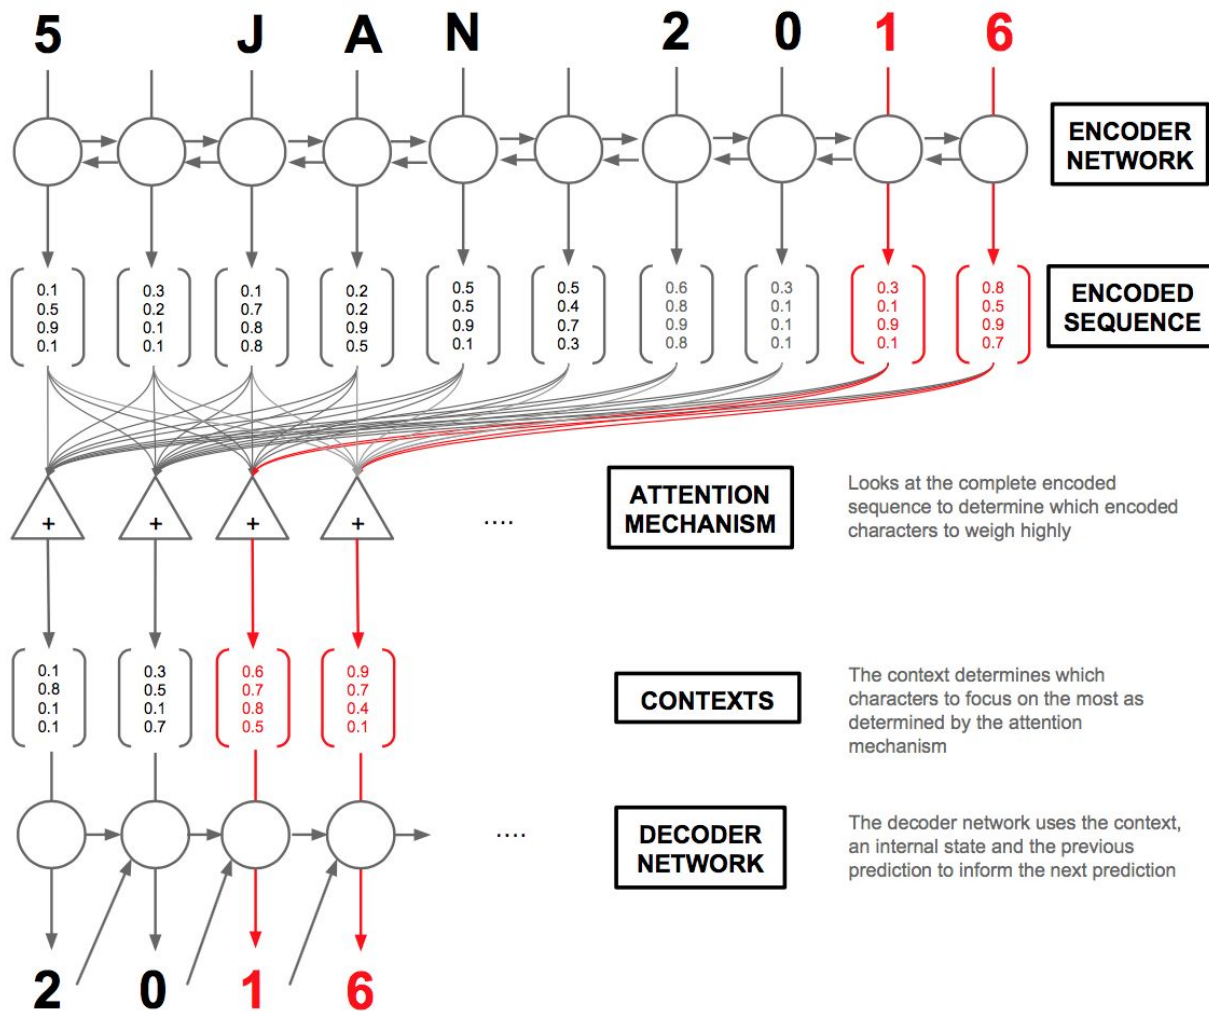 5 J A N 2 0 1 6
ENCODER
NETWORK
0.1 0.3 0.1 0.2 0.5 0.5 0.6 0.3 0.3 0.8
0.5 0.2 0.7 0.2 0.5 0.4 0.8 0.1 0.1 0.5
0.9 0.1 0.8 0.9 0.9 0.7 0.9 0.1 0.9 0.9
0.1 0.1 0.8 0.5 0.1 0.3 0.8 0.1 0.1 0.7
ENCODED
SEQUENCE
+ + + + ....
ATTENTION
MECHANISM
Looks at the complete encoded
sequence to determine which encoded
characters to weigh highly
0.1 0.3 0.6 0.9
0.8 0.5 0.7 0.7
0.1 0.1 0.8 0.4
0.1 0.7 0.5 0.1
CONTEXTS
The context determines which
characters to focus on the most as
determined by the attention
mechanism
....
DECODER
NETWORK
The decoder network uses the context,
an internal state and the previous
prediction to inform the next prediction
2 0 1 6